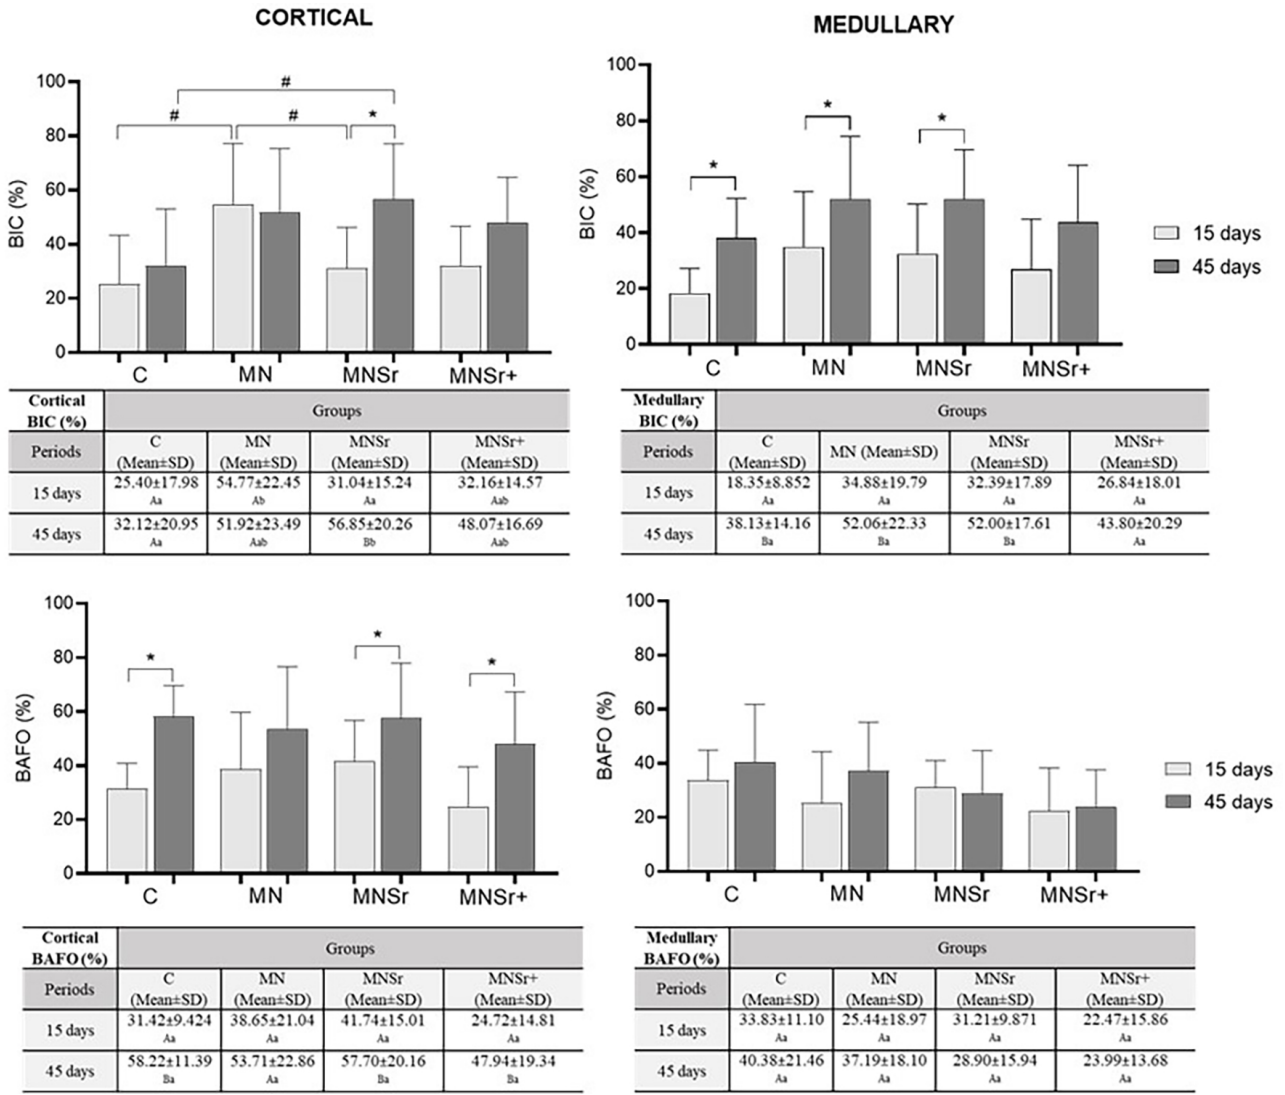 CORTICAL
MEDULLARY
BIC (%)
100
80
60
40
20
0
#
#
#
*
C
MN
MNSr
MNSr+
BIC (%)
100
80
60
40
20
0
*
*
*
C
MN
MNSr
MNSr+
15 days
45 days
Cortical BIC (%) Groups
Periods C (Mean±SD) MN (Mean±SD) MNSr (Mean±SD) MNSr+ (Mean±SD)
15 days 25.40±17.98 Aa 54.77±22.45 Ab 31.04±15.24 Aa 32.16±14.57 Aab
45 days 32.12±20.95 Aa 51.92±23.49 Aab 56.85±20.26 Bb 48.07±16.69 Aab
Medullary BIC (%) Groups
Periods C (Mean±SD) MN (Mean±SD) MNSr (Mean±SD) MNSr+ (Mean±SD)
15 days 18.35±8.852 Aa 34.88±19.79 Aa 32.39±17.89 Aa 26.84±18.01 Aa
45 days 38.13±14.16 Ba 52.06±22.33 Ba 52.00±17.61 Ba 43.80±20.29 Aa
BAFO (%)
100
80
60
40
20
0
*
*
*
C
MN
MNSr
MNSr+
BAFO (%)
100
80
60
40
20
0
C
MN
MNSr
MNSr+
15 days
45 days
Cortical BAFO (%) Groups
Periods C (Mean±SD) MN (Mean±SD) MNSr (Mean±SD) MNSr+ (Mean±SD)
15 days 31.42±9.424 Aa 38.65±21.04 Aa 41.74±15.01 Aa 24.72±14.81 Aa
45 days 58.22±11.39 Ba 53.71±22.86 Aa 57.70±20.16 Ba 47.94±19.34 Ba
Medullary BAFO (%) Groups
Periods C (Mean±SD) MN (Mean±SD) MNSr (Mean±SD) MNSr+ (Mean±SD)
15 days 33.83±11.10 Aa 25.44±18.97 Aa 31.21±9.871 Aa 22.47±15.86 Aa
45 days 40.38±21.46 Aa 37.19±18.10 Aa 28.90±15.94 Aa 23.99±13.68 Aa